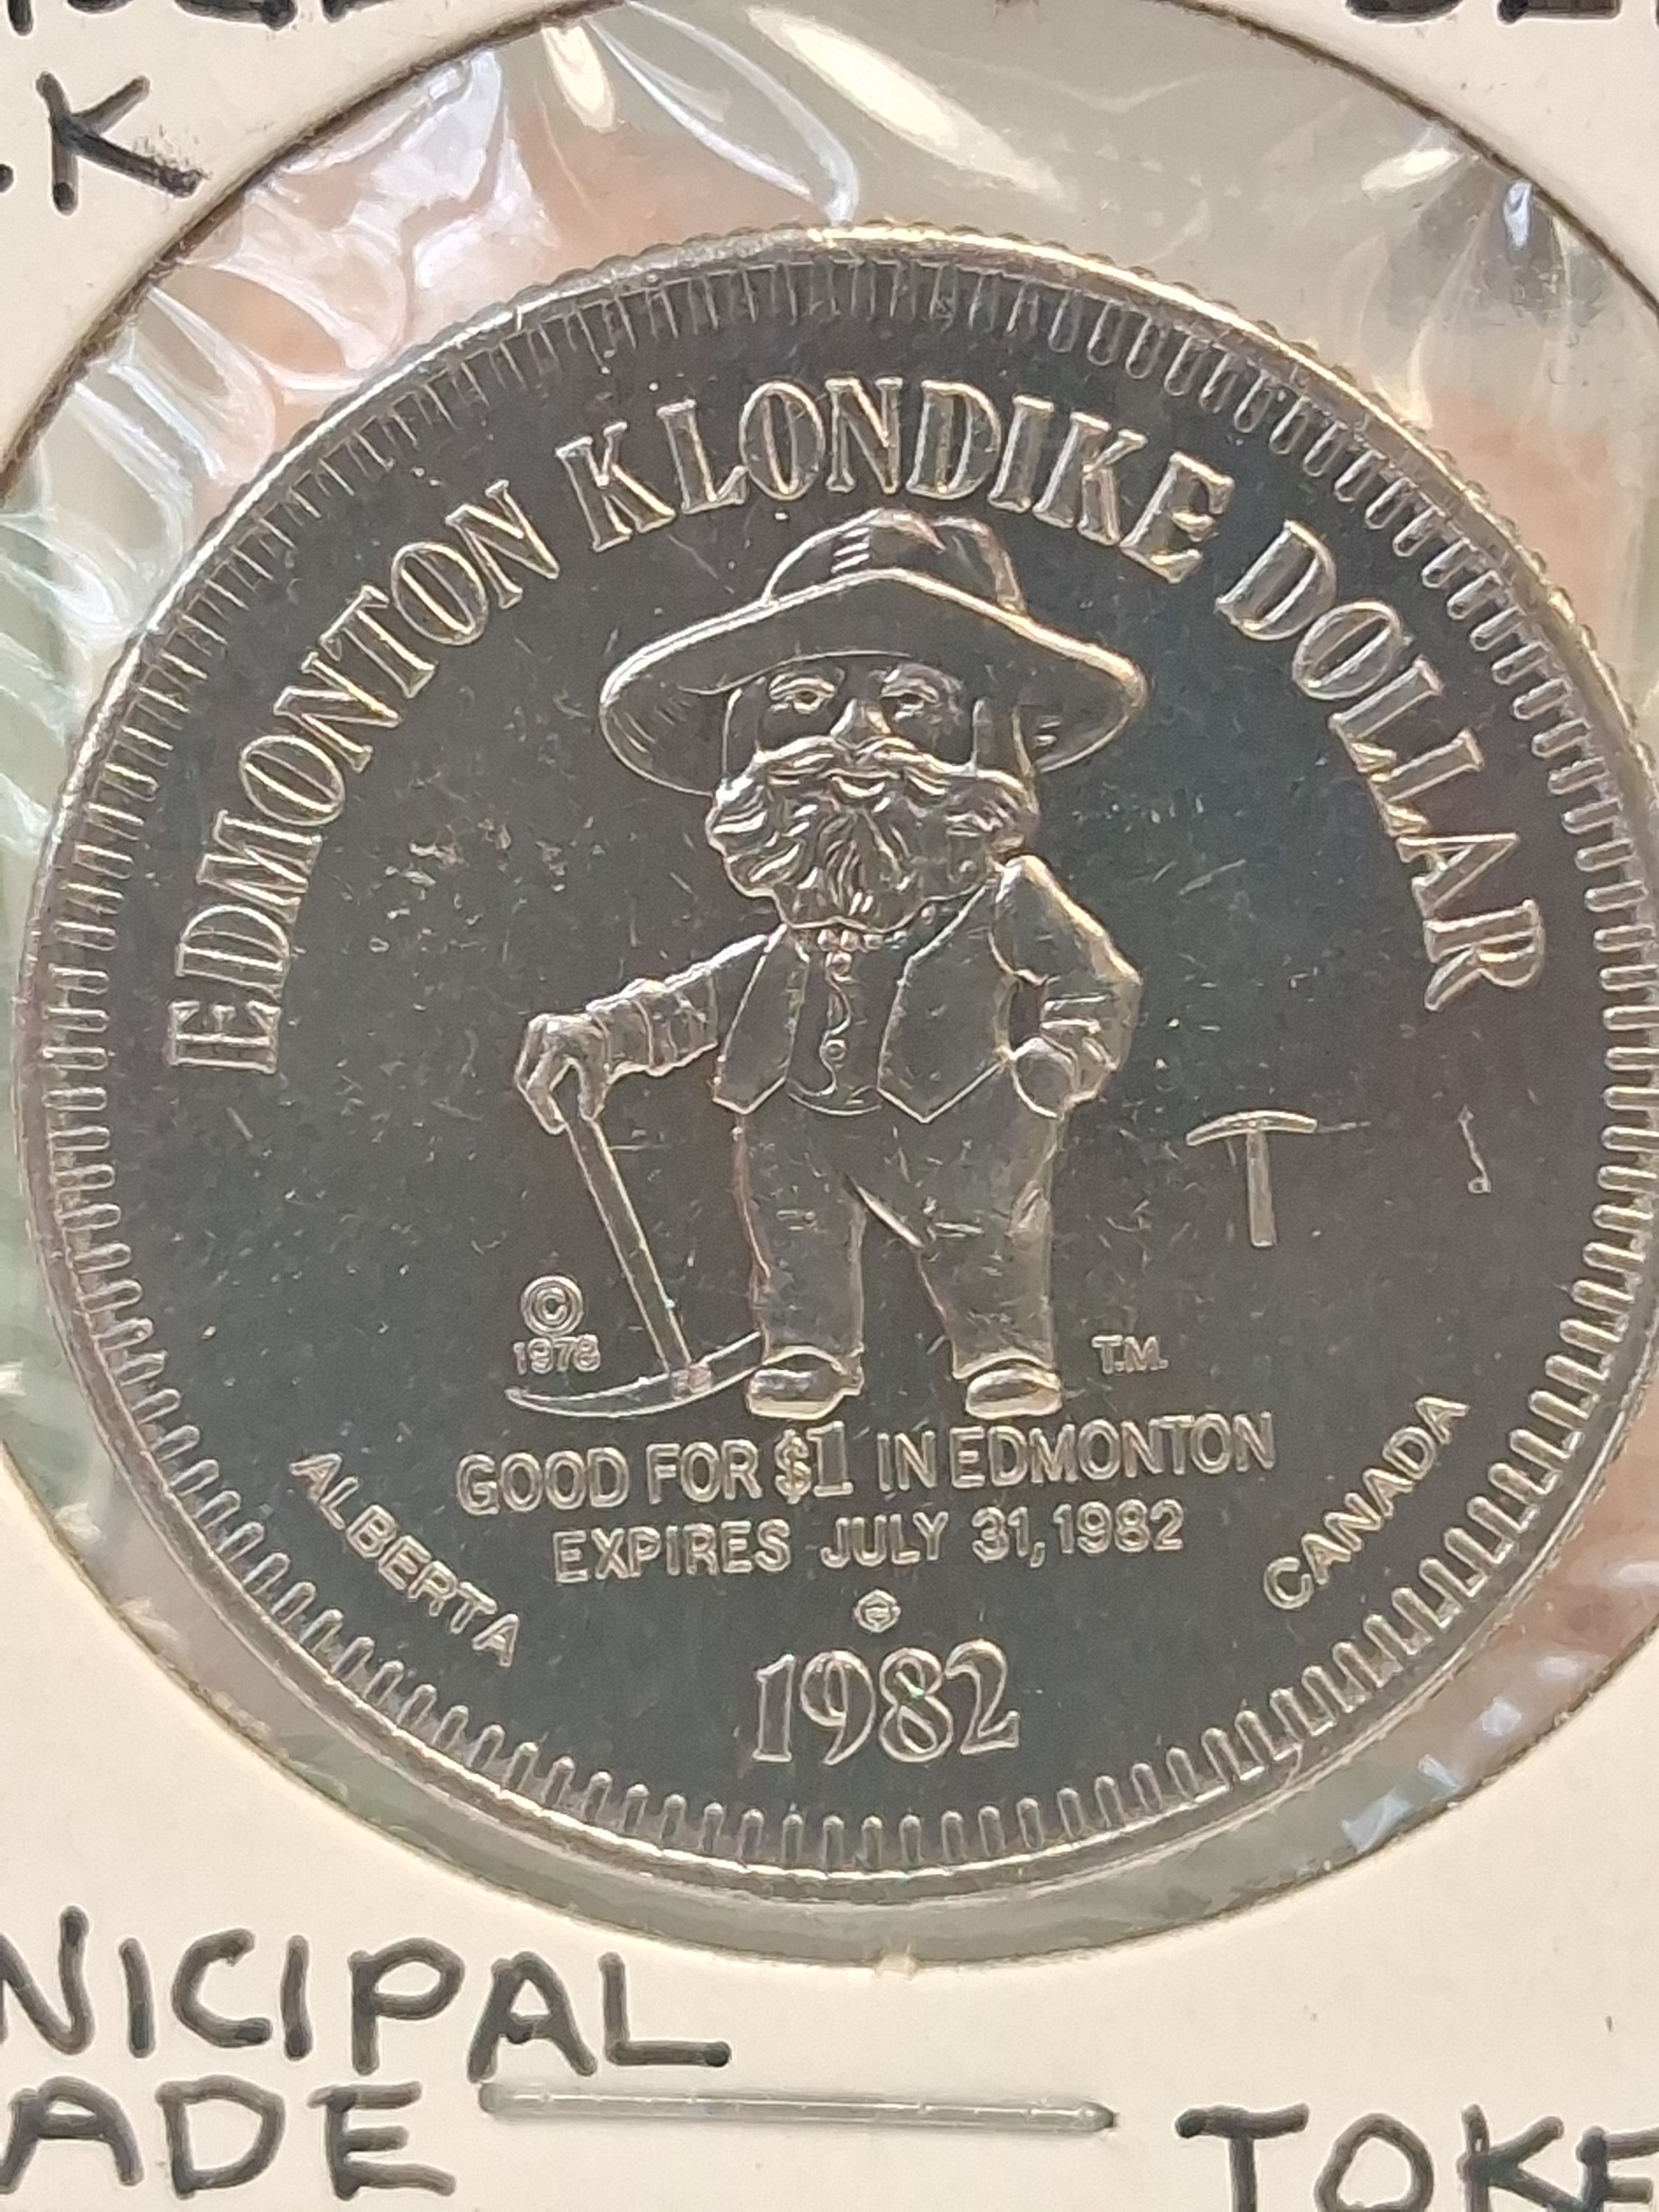 .K
EDMONTON KLONDIKE DOLLAR
© 1978
T.M.
GOOD FOR $1 IN EDMONTON
EXPIRES JULY 31, 1982
ALBERTA
CANADA
1982
NICIPAL
ADE
TOKE